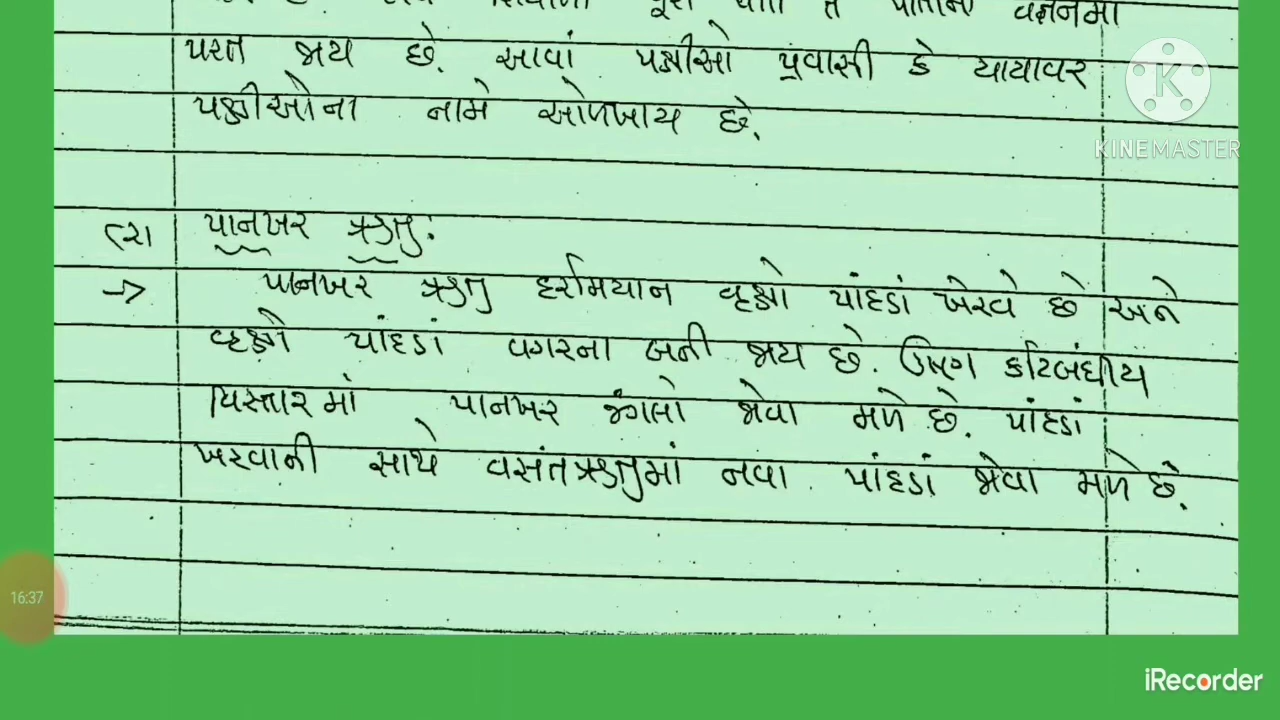 વતનમાં
પરત જાય છે. આવાં પક્ષીઓ પ્રવાસી કે યાયાવર
પક્ષીઓના નામે ઓળખાય છે.
KINEMASTER
(૨) પાનખર ઋતુ:
→ પાનખર ઋતુ દરમિયાન વૃક્ષો પાંદડાં ખેરવે છે અને
વૃક્ષો પાંદડાં વગરના બની જાય છે. ઉષ્ણ કટિબંધીય
વિસ્તારમાં પાનખર જંગલો જોવા મળે છે. પાંદડાં
ખરવાની સાથે વસંતઋતુમાં નવા પાંદડાં જોવા મળે છે.
16:37
iRecorder